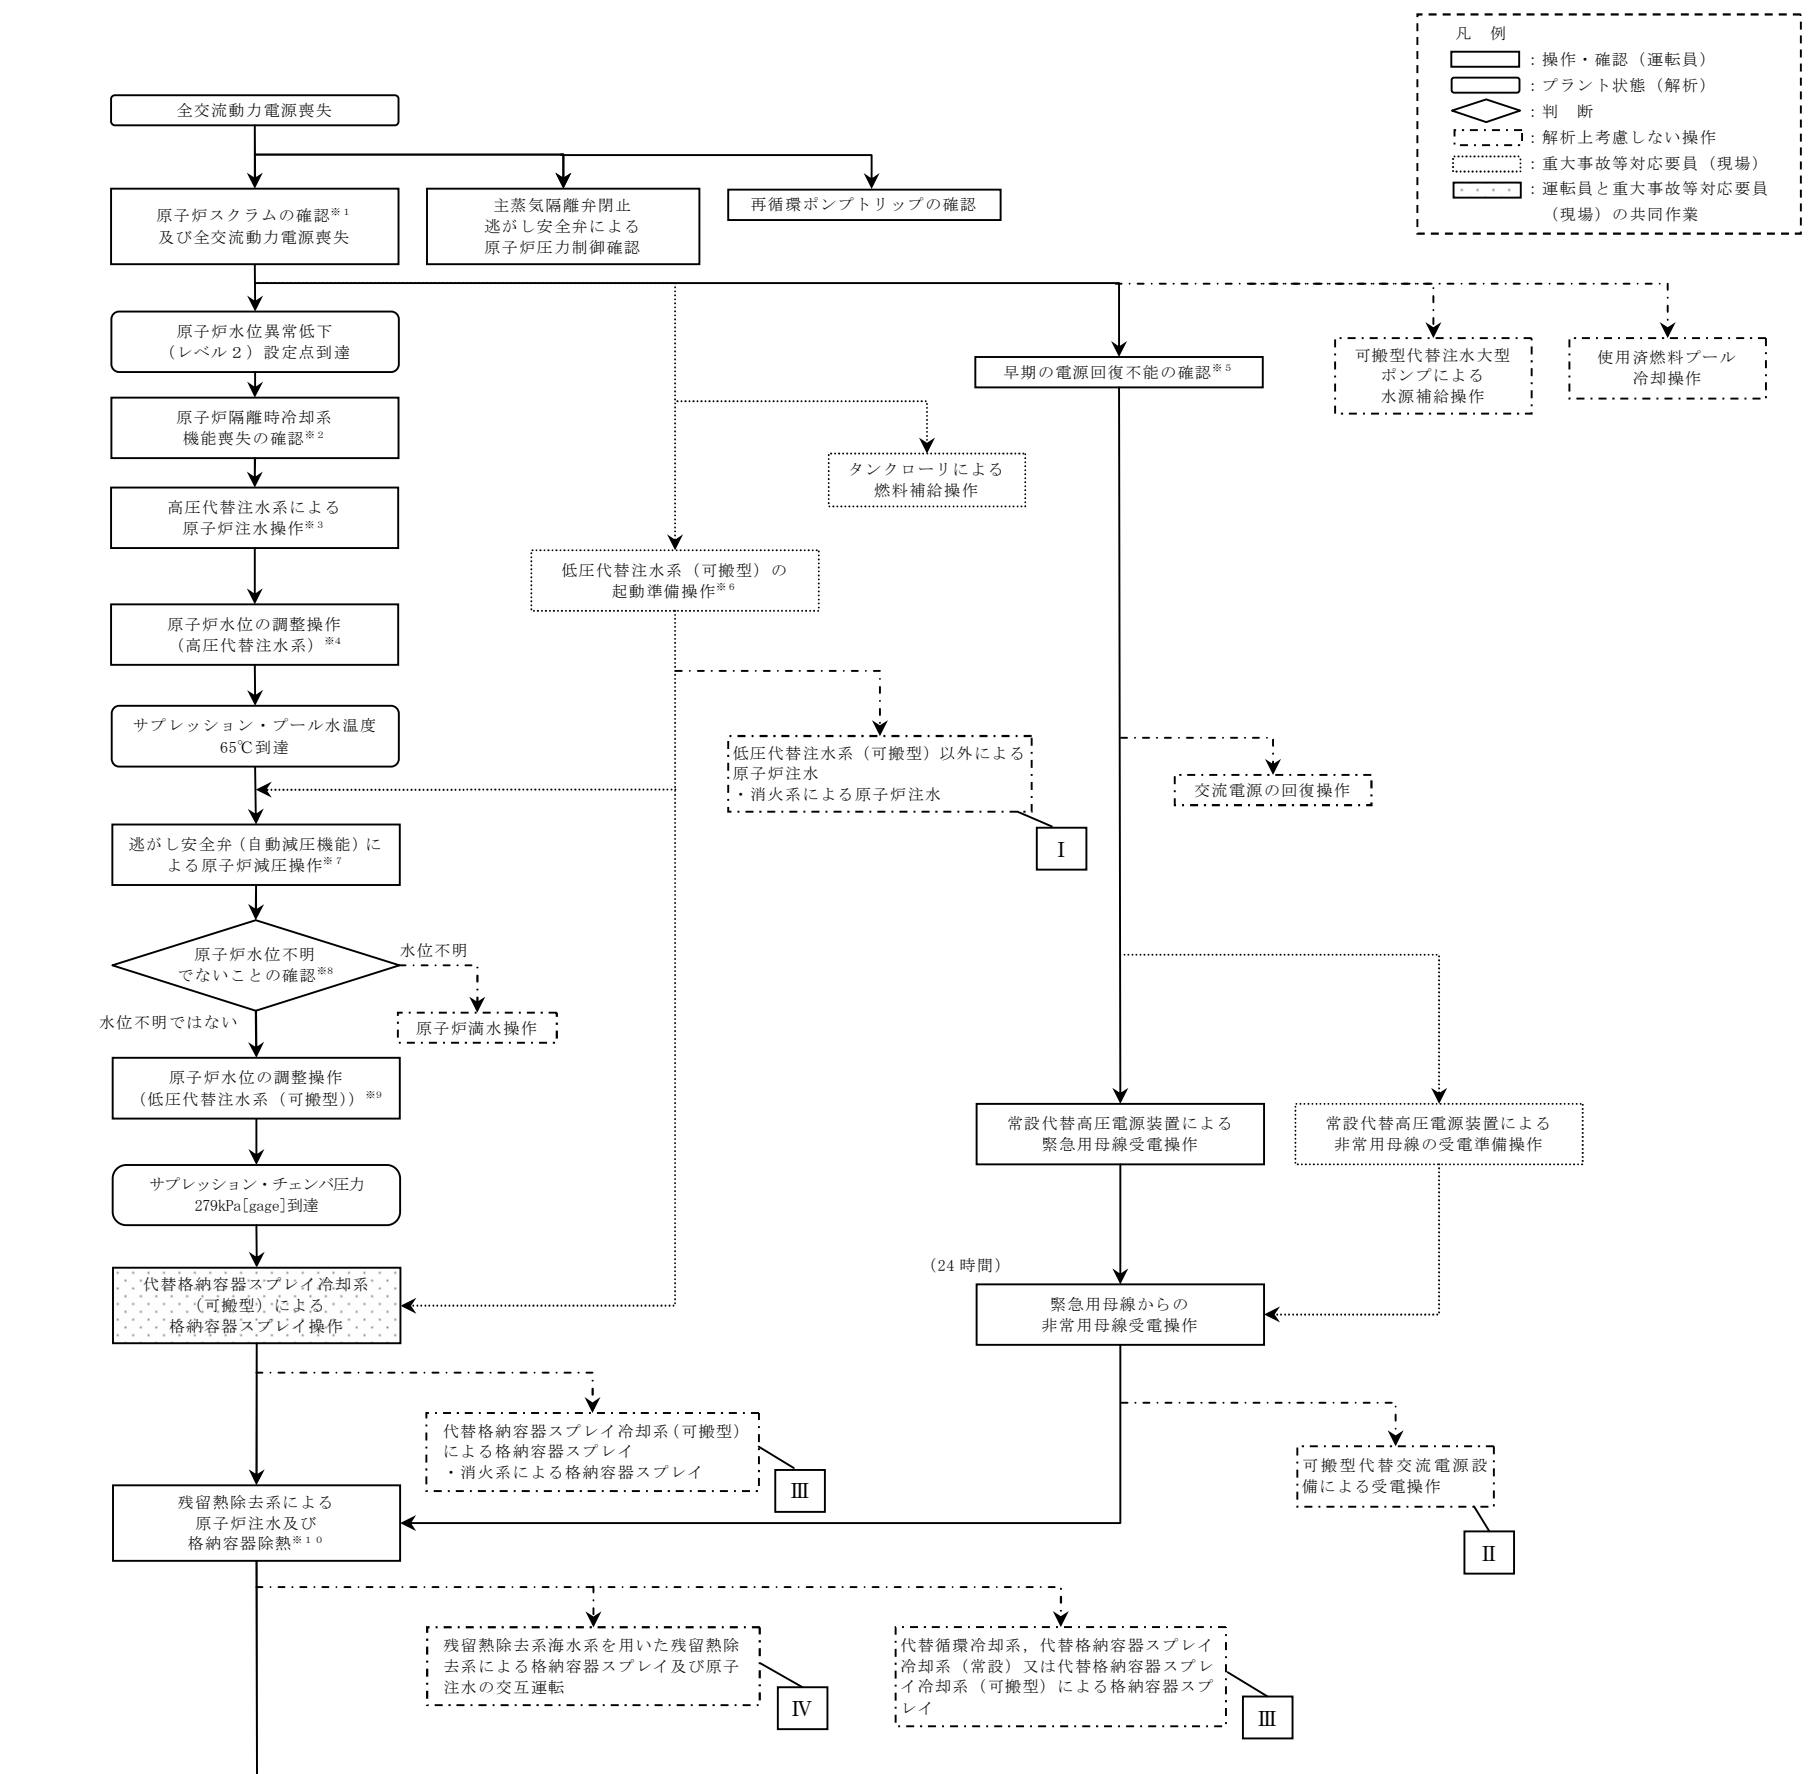 凡 例
：操作・確認（運転員）
：プラント状態（解析）
：判 断
：解析上考慮しない操作
：重大事故等対応要員（現場）
：運転員と重大事故等対応要員
（現場）の共同作業
全交流動力電源喪失
原子炉スクラムの確認※１
及び全交流動力電源喪失
主蒸気隔離弁閉止
逃がし安全弁による
原子炉圧力制御確認
再循環ポンプトリップの確認
原子炉水位異常低下
（レベル２）設定点到達
早期の電源回復不能の確認※５
可搬型代替注水大型
ポンプによる
水源補給操作
使用済燃料プール
冷却操作
原子炉隔離時冷却系
機能喪失の確認※２
タンクローリによる
燃料補給操作
高圧代替注水系による
原子炉注水操作※３
低圧代替注水系（可搬型）の
起動準備操作※６
原子炉水位の調整操作
（高圧代替注水系）※4
サプレッション・プール水温度
65℃到達
低圧代替注水系（可搬型）以外による
原子炉注水
・消火系による原子炉注水
Ⅰ
交流電源の回復操作
逃がし安全弁（自動減圧機能）に
よる原子炉減圧操作※７
原子炉水位不明
でないことの確認※8
水位不明
水位不明ではない
原子炉満水操作
原子炉水位の調整操作
（低圧代替注水系（可搬型））※9
常設代替高圧電源装置による
緊急用母線受電操作
常設代替高圧電源装置による
非常用母線の受電準備操作
サプレッション・チェンバ圧力
279kPa[gage]到達
（24 時間）
代替格納容器スプレイ冷却系
（可搬型）による
格納容器スプレイ操作
緊急用母線からの
非常用母線受電操作
代替格納容器スプレイ冷却系（可搬型）
による格納容器スプレイ
・消火系による格納容器スプレイ
Ⅲ
可搬型代替交流電源設
備による受電操作
Ⅱ
残留熱除去系による
原子炉注水及び
格納容器除熱※１０
残留熱除去系海水系を用いた残留熱除
去系による格納容器スプレイ及び原子
注水の交互運転
Ⅳ
代替循環冷却系，代替格納容器スプレイ
冷却系（常設）又は代替格納容器スプレ
イ冷却系（可搬型）による格納容器スプ
レイ
Ⅲ